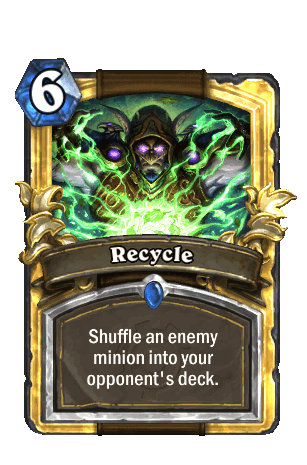 6
Recycle
Shuffle an enemy
minion into your
opponent's deck.